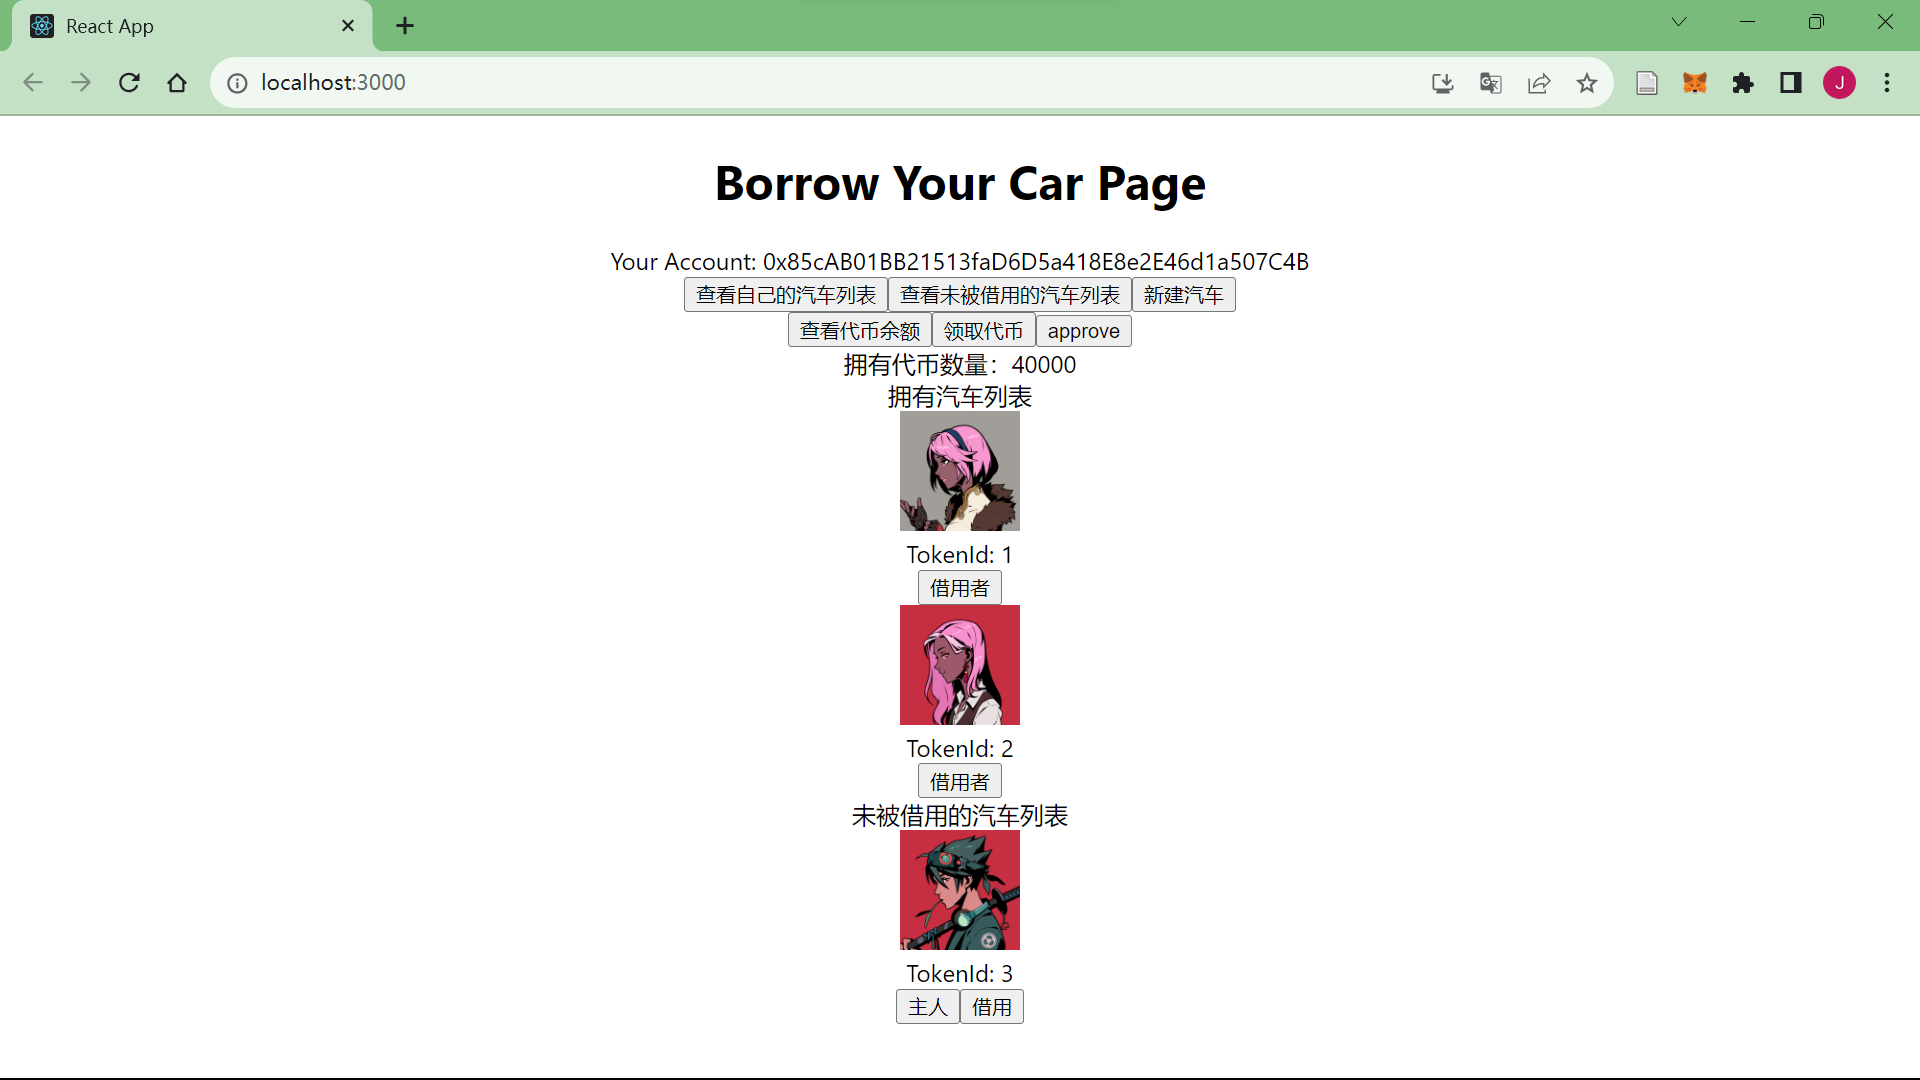 React App
localhost:3000
J
Borrow Your Car Page
Your Account: 0x85cAB01BB21513faD6D5a418E8e2E46d1a507C4B
查看自己的汽车列表 查看未被借用的汽车列表 新建汽车
查看代币余额 领取代币 approve
拥有代币数量：40000
拥有汽车列表
TokenId: 1
借用者
TokenId: 2
借用者
未被借用的汽车列表
TokenId: 3
主人 借用